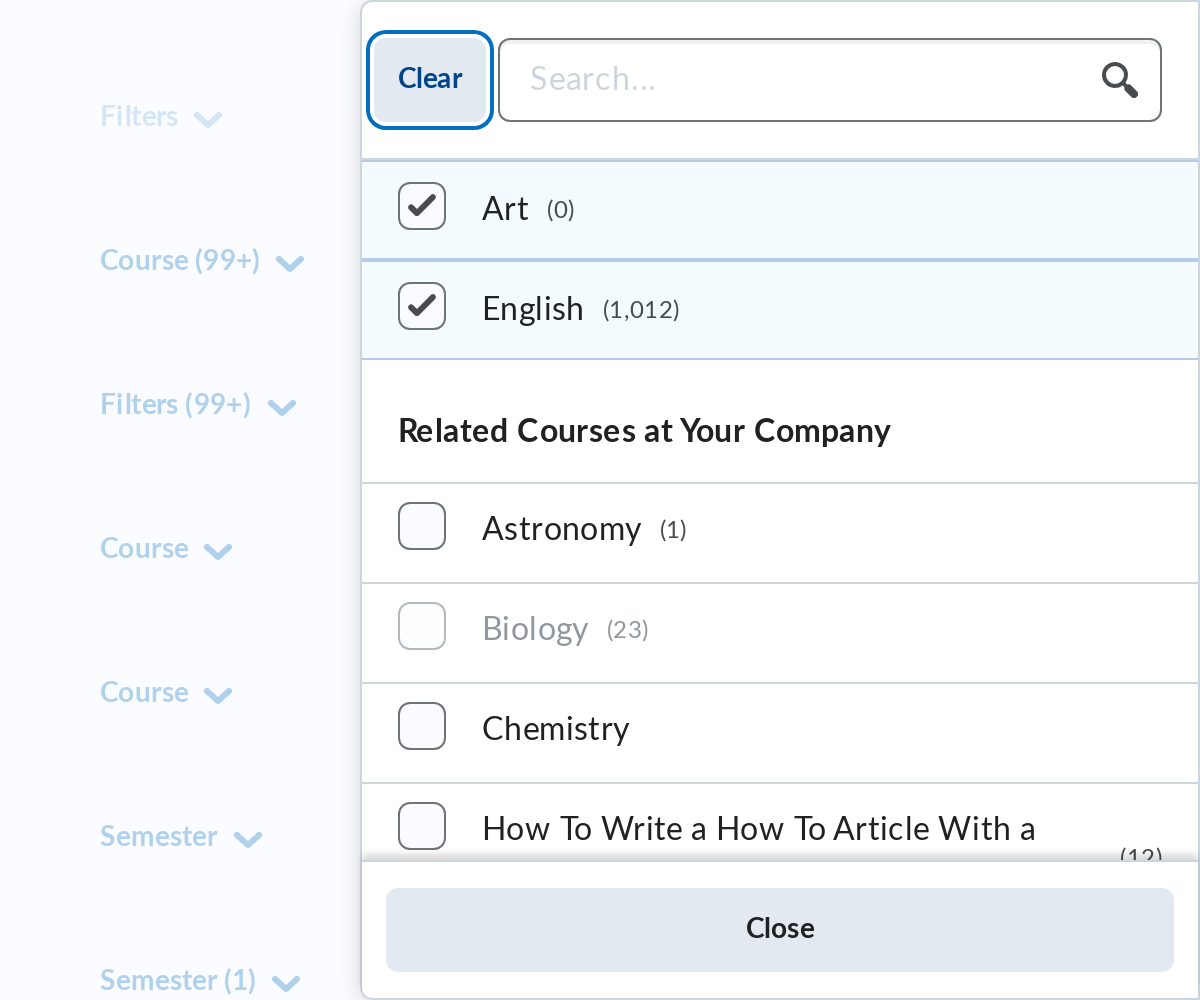 Filters
Course (99+)
Filters (99+)
Course
Course
Semester
Semester (1)
Clear
Search...
Art (0)
English (1,012)
Related Courses at Your Company
Astronomy (1)
Biology (23)
Chemistry
How To Write a How To Article With a
(12)
Close